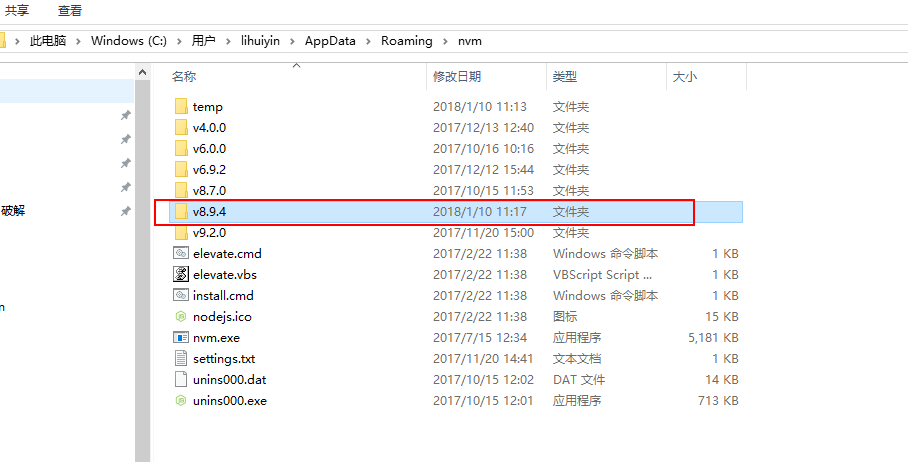 共享 查看
此电脑 › Windows (C:) › 用户 › lihuiyin › AppData › Roaming › nvm
名称 修改日期 类型 大小
temp 2018/1/10 11:13 文件夹
v4.0.0 2017/12/13 12:40 文件夹
v6.0.0 2017/10/16 10:16 文件夹
v6.9.2 2017/12/12 15:44 文件夹
v8.7.0 2017/10/15 11:53 文件夹
破解 v8.9.4 2018/1/10 11:17 文件夹
v9.2.0 2017/11/20 15:00 文件夹
elevate.cmd 2017/2/22 11:38 Windows 命令脚本 1 KB
elevate.vbs 2017/2/22 11:38 VBScript Script ... 1 KB
install.cmd 2017/2/22 11:38 Windows 命令脚本 1 KB
nodejs.ico 2017/2/22 11:38 图标 15 KB
nvm.exe 2017/7/15 12:34 应用程序 5,181 KB
settings.txt 2017/11/20 14:41 文本文档 1 KB
unins000.dat 2017/10/15 12:02 DAT 文件 14 KB
unins000.exe 2017/10/15 12:01 应用程序 713 KB